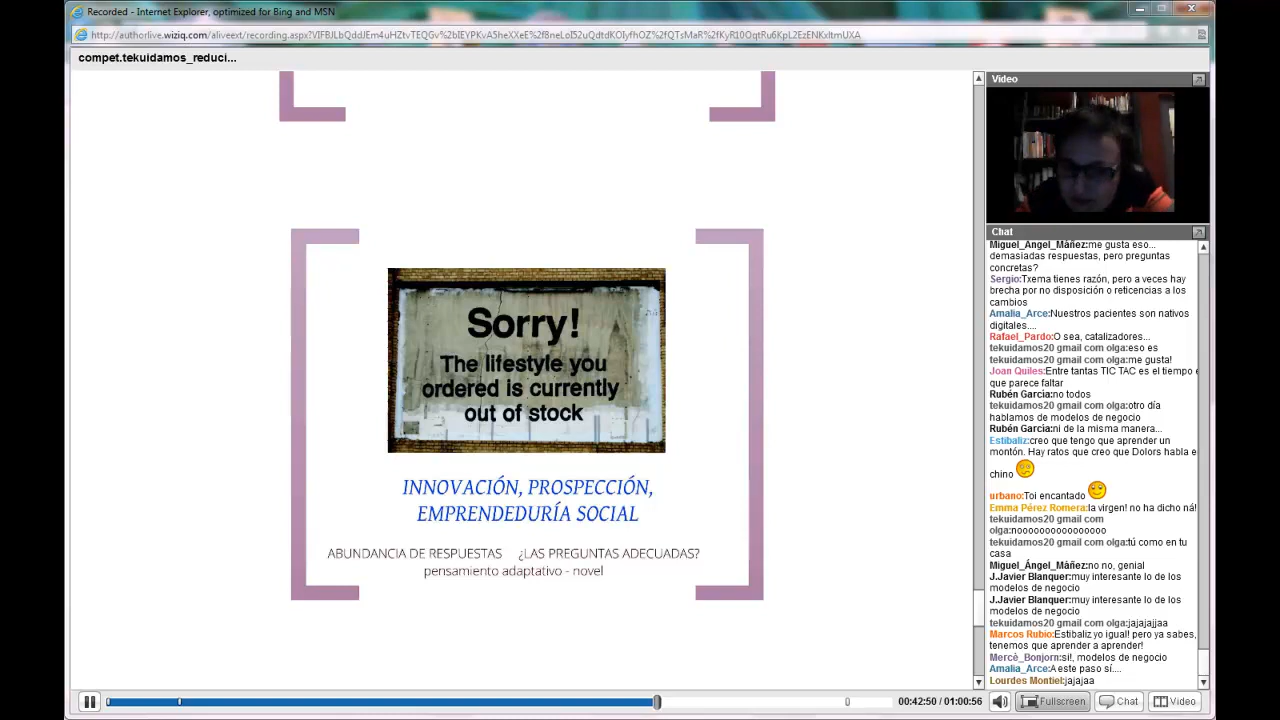 Recorded - Internet Explorer, optimized for Bing and MSN
compet.tekuidamos_reduci...
Sorry!
The lifestyle you
ordered is currently
out of stock
INNOVACIÓN, PROSPECCIÓN,
EMPRENDEDURÍA SOCIAL
ABUNDANCIA DE RESPUESTAS ¿LAS PREGUNTAS ADECUADAS?
pensamiento adaptativo - novel
Video
Chat
Miguel_Ángel_Máñez:me gusta eso...
demasiadas respuestas, pero preguntas
concretas?
Sergio:Txema tienes razón, pero a veces hay
brecha por no disposición o reticencias a los
cambios
Amalia_Arce:Nuestros pacientes son nativos
digitales....
Rafael_Pardo:O sea, catalizadores...
tekuidamos20 gmail com olga:eso es
tekuidamos20 gmail com olga:me gusta!
Joan Quiles:Entre tantas TIC TAC es el tiempo e
que parece faltar
Rubén Garcia:no todos
tekuidamos20 gmail com olga:otro día
hablamos de modelos de negocio
Rubén Garcia:ni de la misma manera...
Estibaliz:creo que tengo que aprender un
montón. Hay ratos que creo que Dolors habla e
chino
urbano:Toi encantado
Emma Pérez Romera:la virgen! no ha dicho ná!
tekuidamos20 gmail com
olga:nooooooooooooooo
tekuidamos20 gmail com olga:tú como en tu
casa
Miguel_Ángel_Máñez:no no, genial
J.Javier Blanquer:muy interesante lo de los
modelos de negocio
J.Javier Blanquer:muy interesante lo de los
modelos de negocio
tekuidamos20 gmail com olga:jajajajjaa
Marcos Rubio:Estibaliz yo igual! pero ya sabes,
tenemos que aprender a aprender!
Mercè_Bonjorn:si!, modelos de negocio
Amalia_Arce:A este paso sí....
Lourdes Montiel:jajajaa
00:42:50 / 01:00:56
Fullscreen
Chat
Video